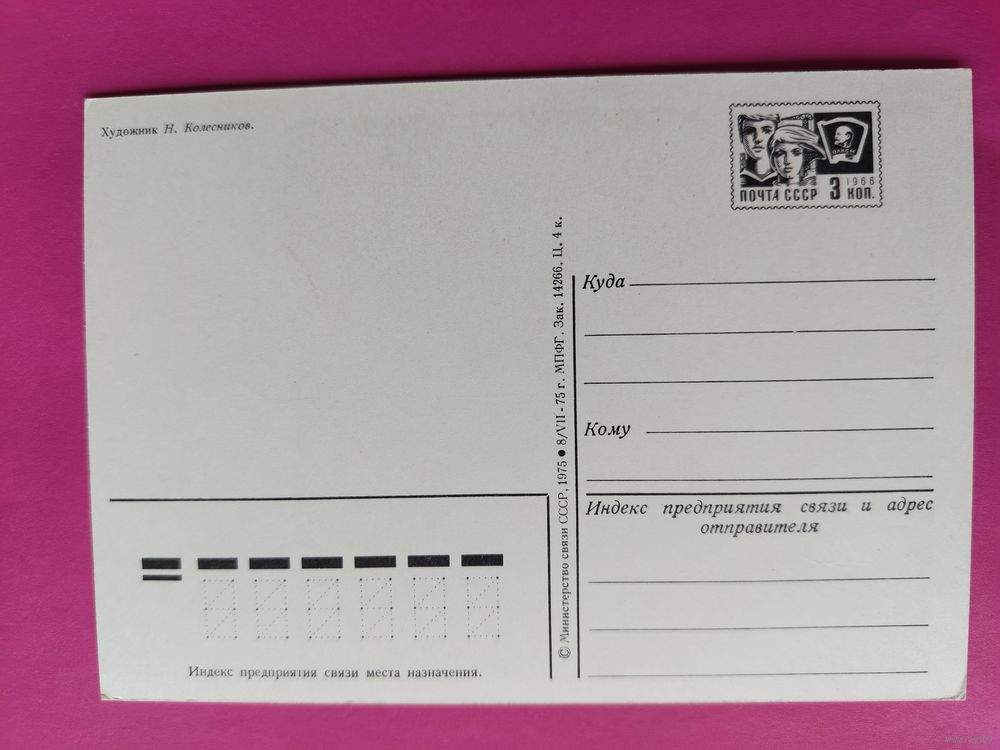 Художник Н. Колесников.
ВЛКСМ
1966
ПОЧТА СССР 3 КОП.
Куда
Кому
Индекс предприятия связи и адрес
отправителя
© Министерство связи СССР, 1975 ● 8/VII - 75 г. МПФГ. Зак. 14266. Ц. 4 к.
Индекс предприятия связи места назначения.